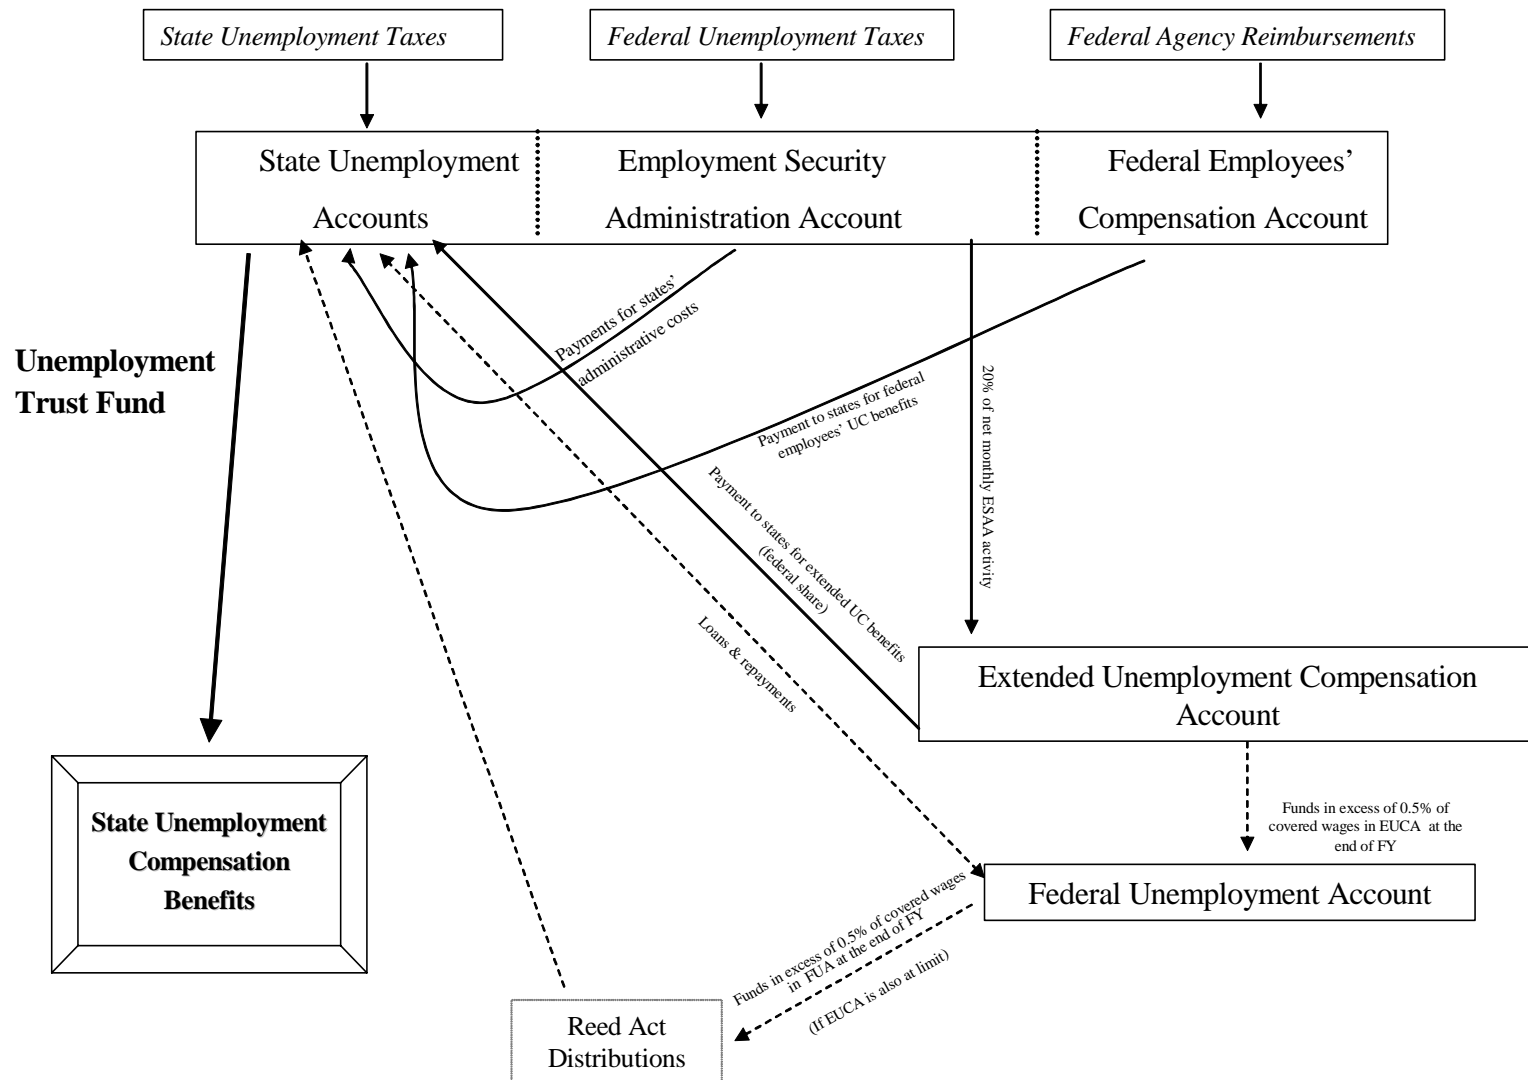 State Unemployment Taxes
Federal Unemployment Taxes
Federal Agency Reimbursements
State Unemployment
Accounts
Employment Security
Administration Account
Federal Employees’
Compensation Account
Unemployment
Trust Fund
Payments for states’
administrative costs
Payment to states for federal
employees’ UC benefits
20% of net monthly ESAA activity
Payment to states for extended UC benefits
(federal share)
Loans & repayments
Extended Unemployment Compensation
Account
Funds in excess of 0.5% of
covered wages in EUCA at the
end of FY
State Unemployment
Compensation
Benefits
Federal Unemployment Account
Funds in excess of 0.5% of covered wages
in FUA at the end of FY
(If EUCA is also at limit)
Reed Act
Distributions